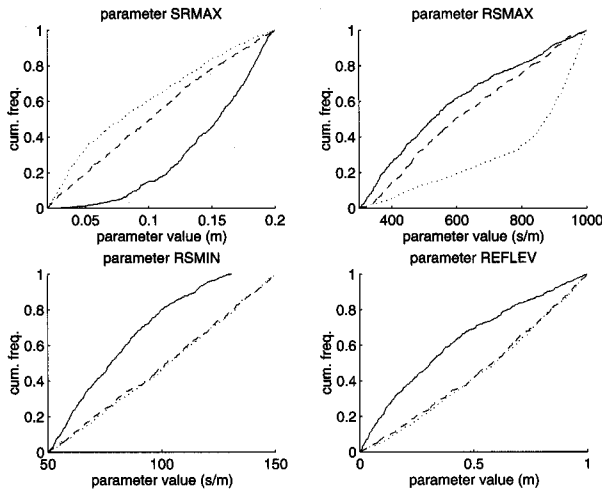 parameter SRMAX
cum. freq.
1
0.8
0.6
0.4
0.2
0
0.05 0.1 0.15 0.2
parameter value (m)
parameter RSMAX
cum. freq.
1
0.8
0.6
0.4
0.2
0
400 600 800 1000
parameter value (s/m)
parameter RSMIN
cum. freq.
1
0.8
0.6
0.4
0.2
0
50 100 150
parameter value (s/m)
parameter REFLEV
cum. freq.
1
0.8
0.6
0.4
0.2
0
0 0.5 1
parameter value (m)